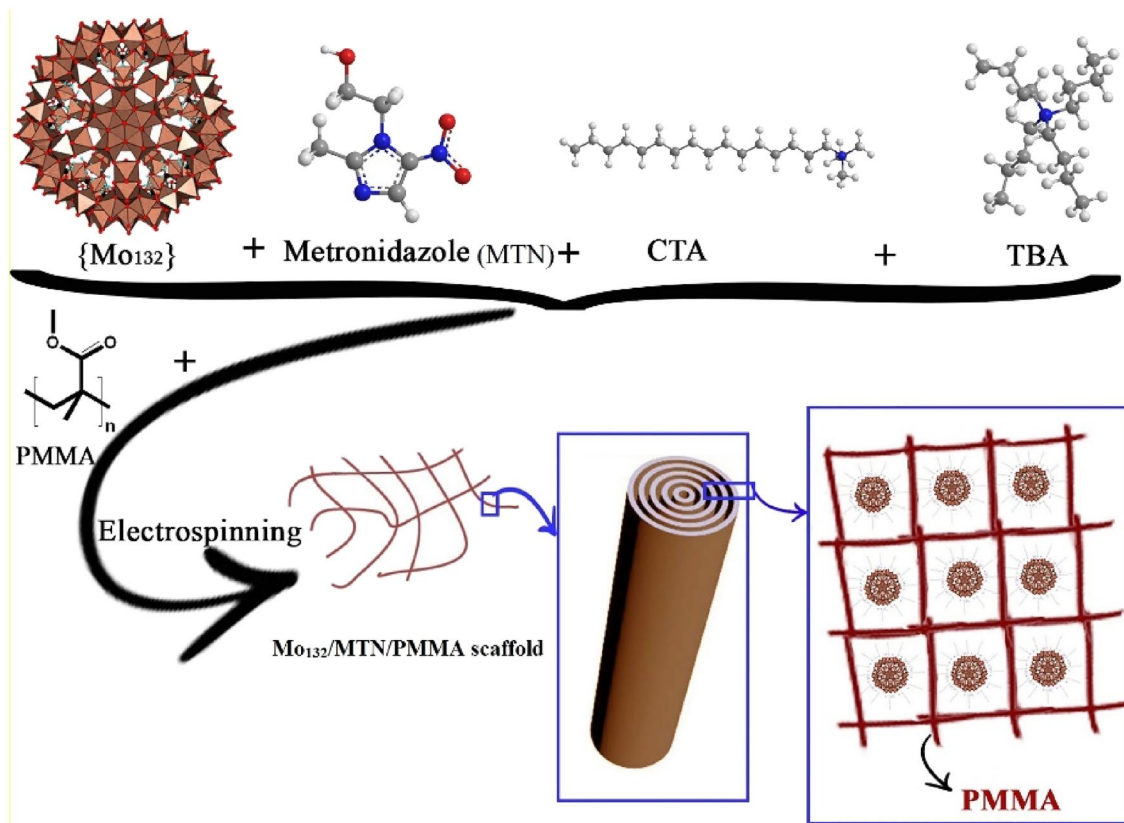 {Mo₁₃₂} + Metronidazole (MTN) + CTA + TBA
O
O
+
n
PMMA
Electrospinning
Mo₁₃₂/MTN/PMMA scaffold
PMMA